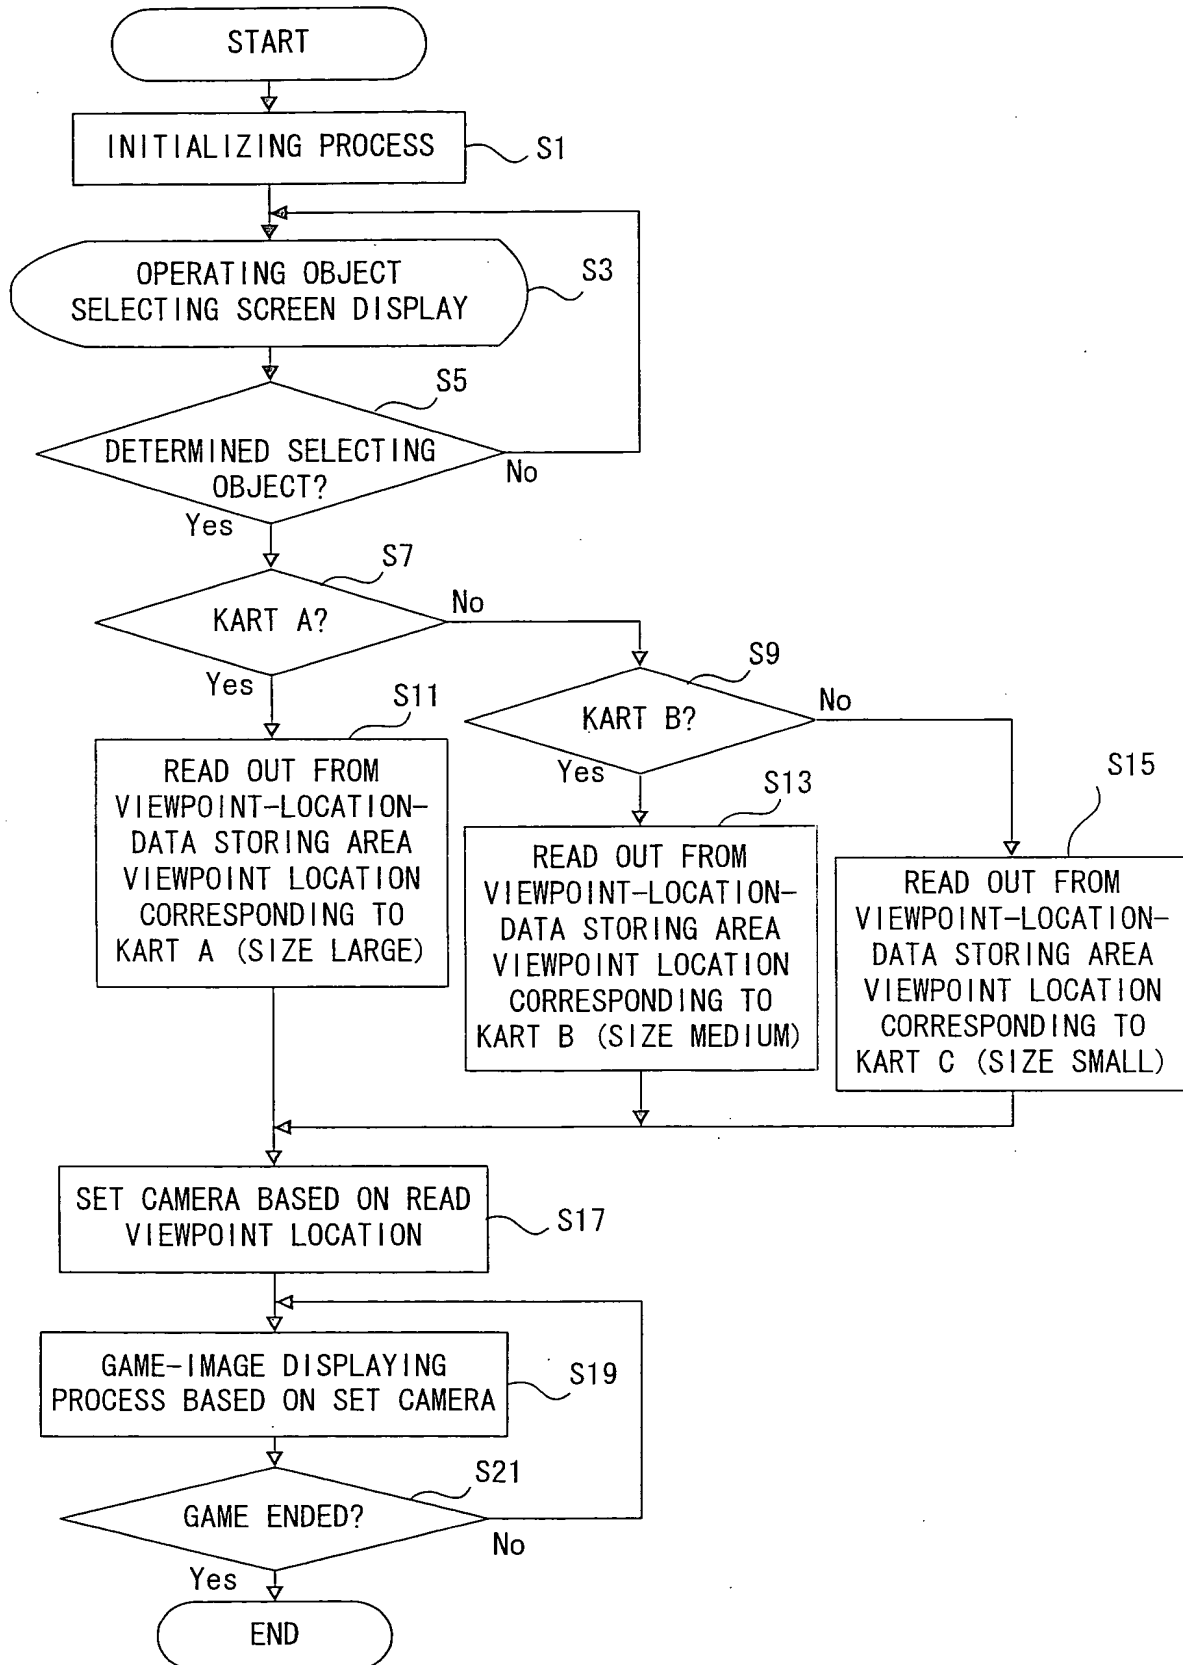 START
INITIALIZING PROCESS
S1
OPERATING OBJECT
SELECTING SCREEN DISPLAY
S3
S5
DETERMINED SELECTING
OBJECT?
No
Yes
S7
KART A?
No
Yes
S9
KART B?
No
Yes
S11
READ OUT FROM
VIEWPOINT-LOCATION-
DATA STORING AREA
VIEWPOINT LOCATION
CORRESPONDING TO
KART A (SIZE LARGE)
S13
READ OUT FROM
VIEWPOINT-LOCATION-
DATA STORING AREA
VIEWPOINT LOCATION
CORRESPONDING TO
KART B (SIZE MEDIUM)
S15
READ OUT FROM
VIEWPOINT-LOCATION-
DATA STORING AREA
VIEWPOINT LOCATION
CORRESPONDING TO
KART C (SIZE SMALL)
SET CAMERA BASED ON READ
VIEWPOINT LOCATION
S17
GAME-IMAGE DISPLAYING
PROCESS BASED ON SET CAMERA
S19
S21
GAME ENDED?
No
Yes
END